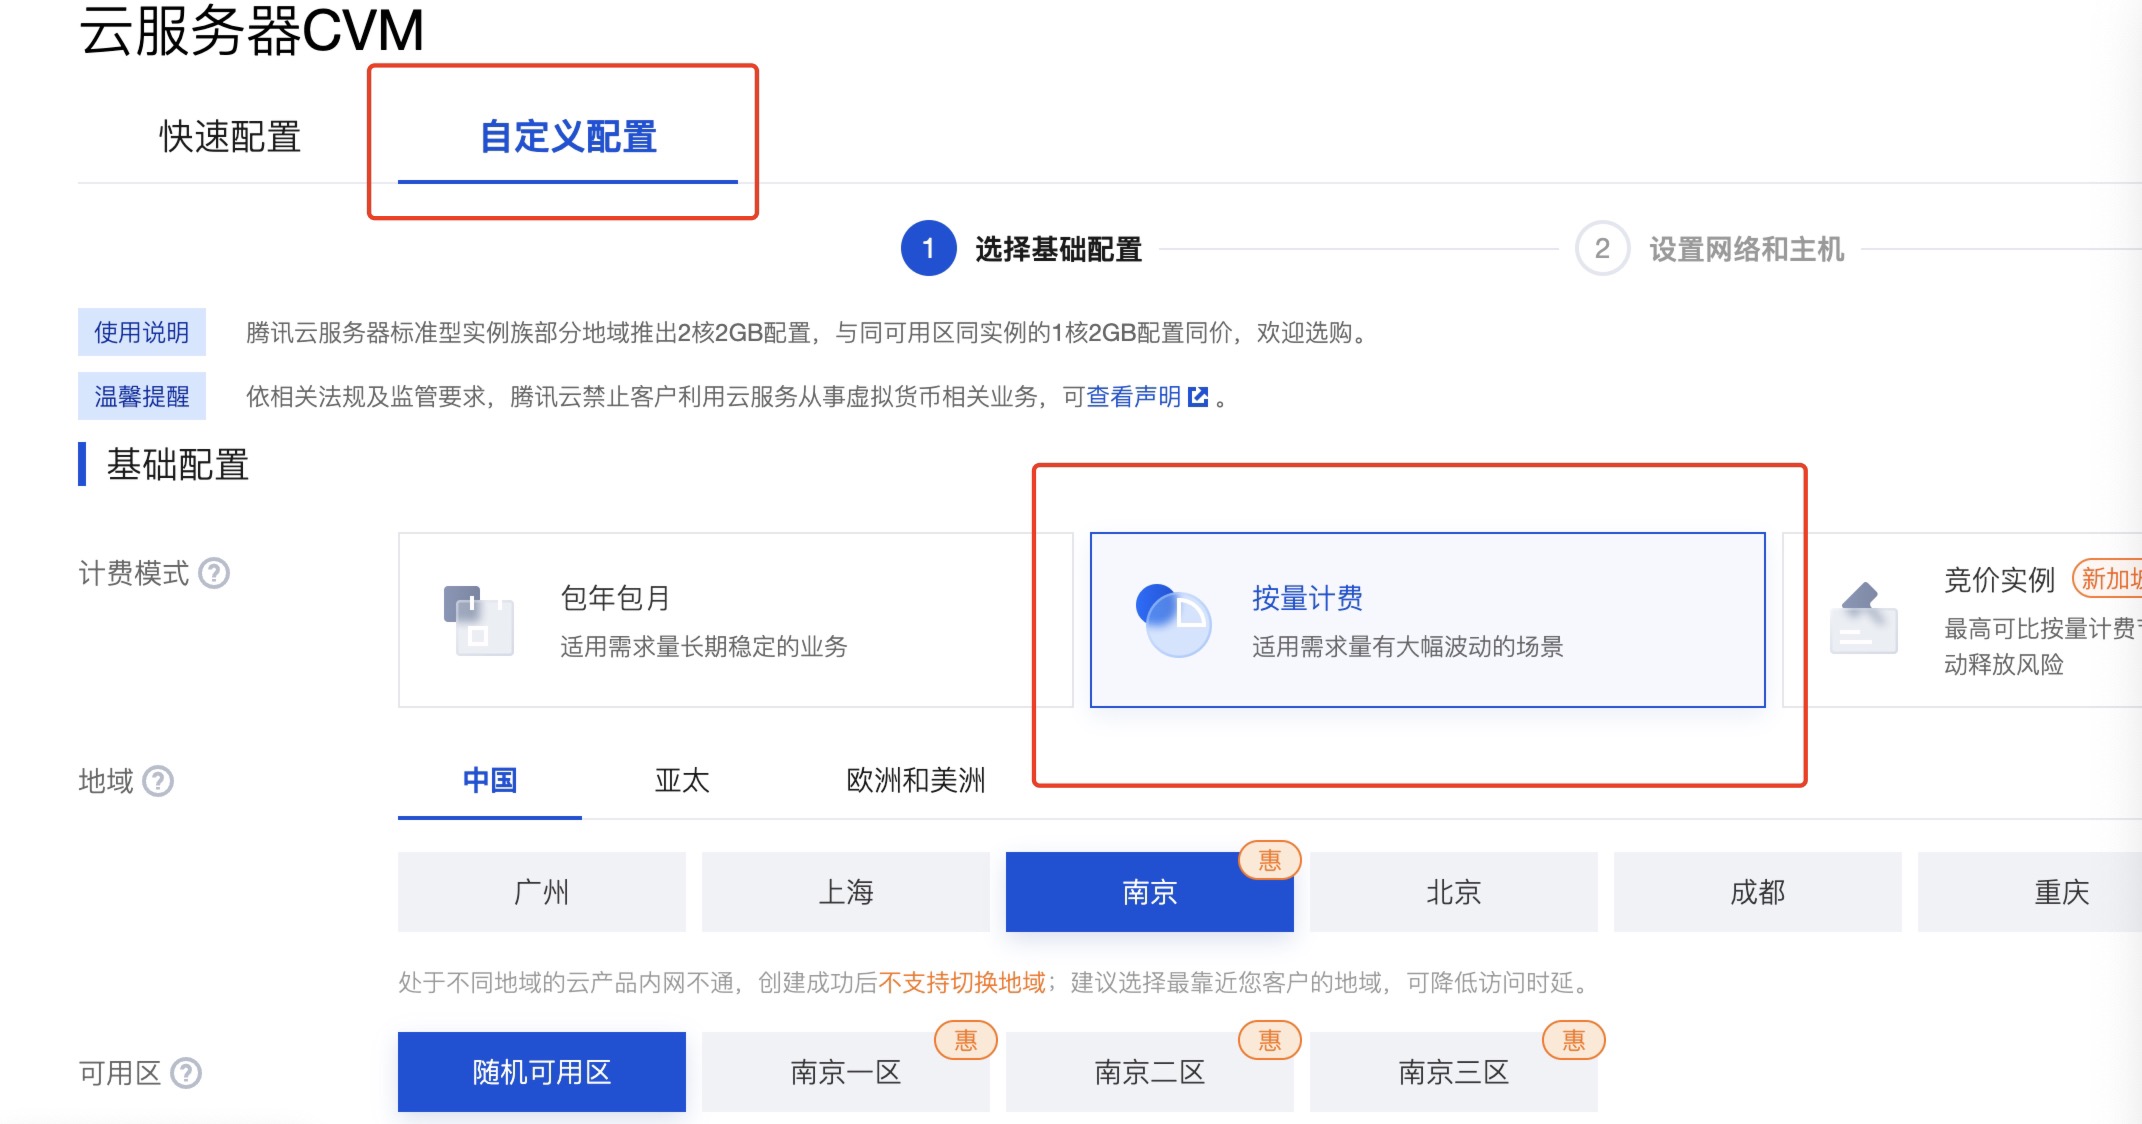 云服务器CVM
快速配置
自定义配置
1 选择基础配置
2 设置网络和主机
使用说明 腾讯云服务器标准型实例族部分地域推出2核2GB配置，与同可用区同实例的1核2GB配置同价，欢迎选购。
温馨提醒 依相关法规及监管要求，腾讯云禁止客户利用云服务从事虚拟货币相关业务，可查看声明。
基础配置
计费模式 ?
包年包月
适用需求量长期稳定的业务
按量计费
适用需求量有大幅波动的场景
竞价实例 新加坡
最高可比按量计费
动释放风险
地域 ?
中国
亚太
欧洲和美洲
广州
上海
南京 惠
北京
成都
重庆
处于不同地域的云产品内网不通，创建成功后不支持切换地域；建议选择最靠近您客户的地域，可降低访问时延。
可用区 ?
随机可用区
南京一区 惠
南京二区 惠
南京三区 惠